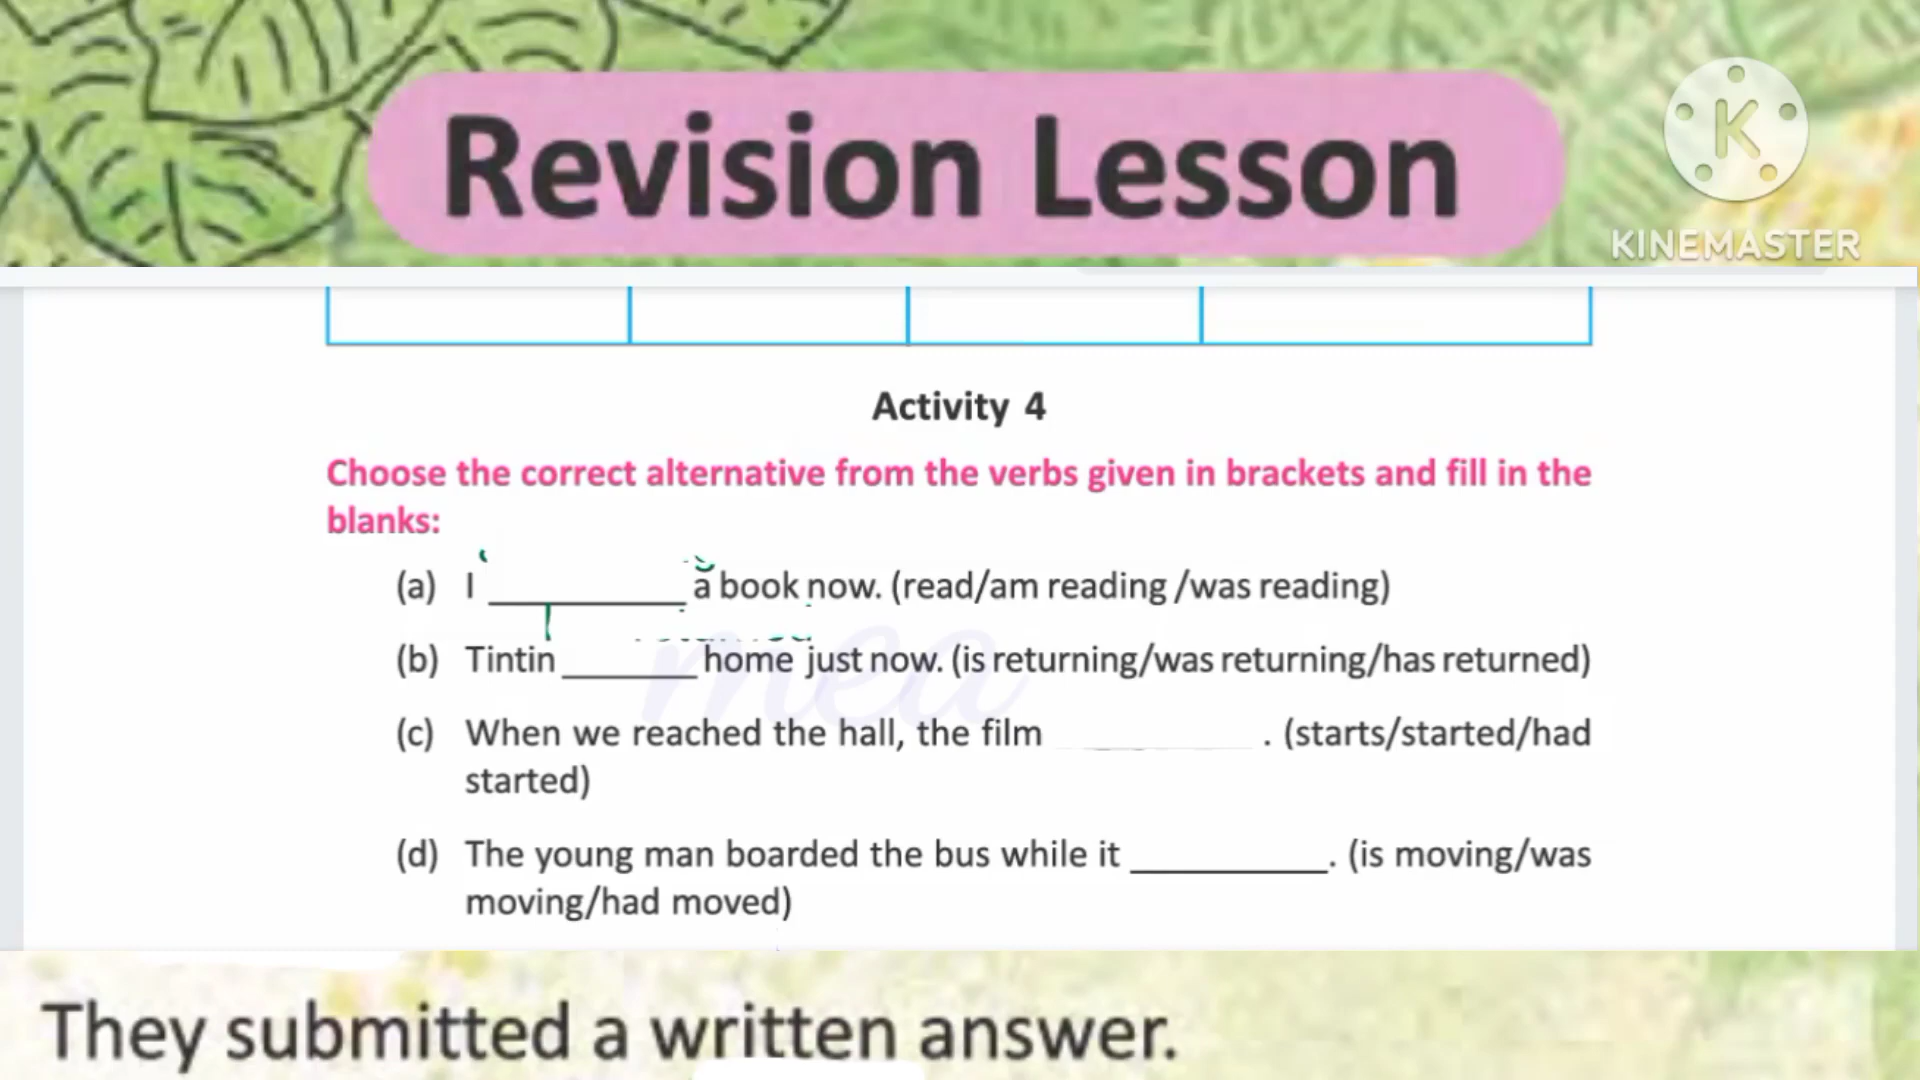 Revision Lesson
K
KINEMASTER
Activity 4
Choose the correct alternative from the verbs given in brackets and fill in the
blanks:
(a) I __________ a book now. (read/am reading /was reading)
(b) Tintin _______ home just now. (is returning/was returning/has returned)
mea
(c) When we reached the hall, the film __________ . (starts/started/had
started)
(d) The young man boarded the bus while it __________. (is moving/was
moving/had moved)
They submitted a written answer.